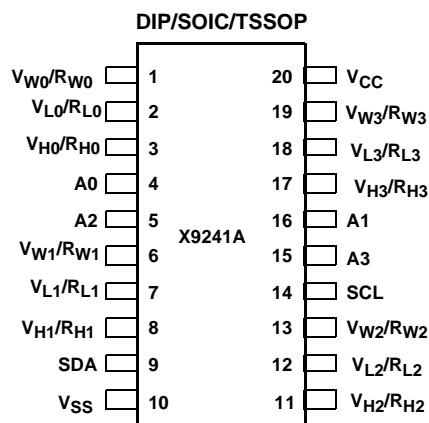 DIP/SOIC/TSSOP
VW0/RW0 1 20 VCC
VL0/RL0 2 19 VW3/RW3
VH0/RH0 3 18 VL3/RL3
A0 4 17 VH3/RH3
A2 5 16 A1
X9241A
VW1/RW1 6 15 A3
VL1/RL1 7 14 SCL
VH1/RH1 8 13 VW2/RW2
SDA 9 12 VL2/RL2
VSS 10 11 VH2/RH2